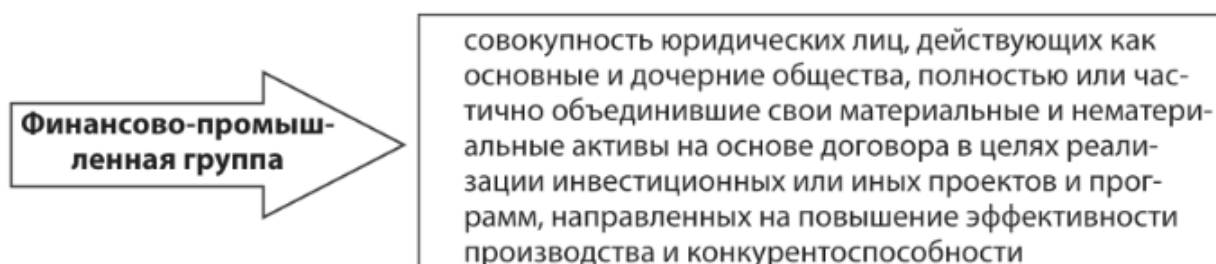 Финансово-промыш-
ленная группа
совокупность юридических лиц, действующих как
основные и дочерние общества, полностью или час-
тично объединившие свои материальные и нематери-
альные активы на основе договора в целях реали-
зации инвестиционных или иных проектов и прог-
рамм, направленных на повышение эффективности
производства и конкурентоспособности